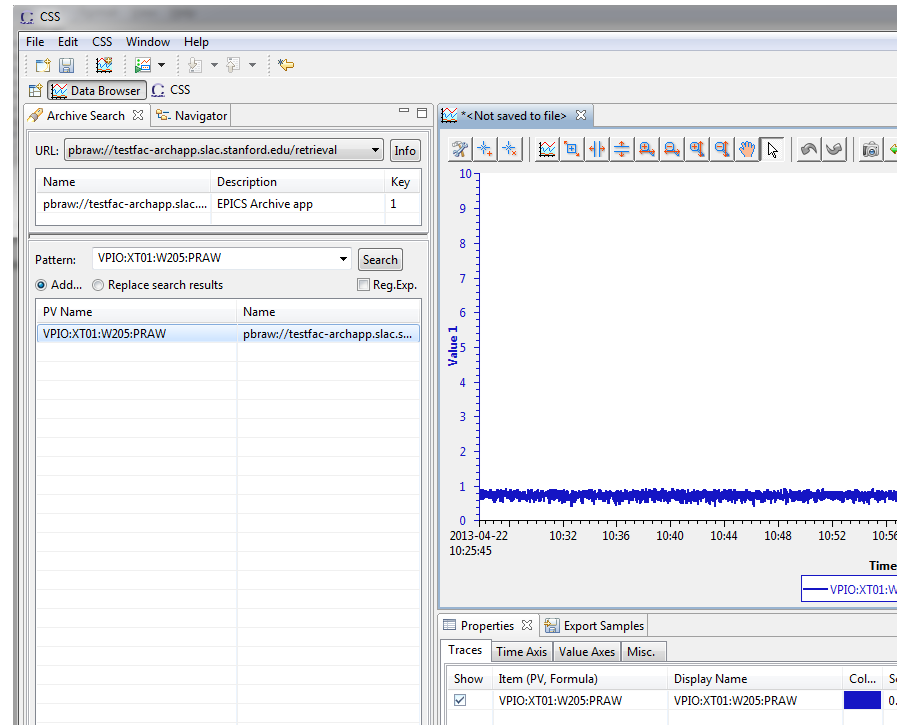 CSS
File Edit CSS Window Help
Data Browser CSS
Archive Search Navigator
URL: pbraw://testfac-archapp.slac.stanford.edu/retrieval Info
Name Description Key
pbraw://testfac-archapp.slac.... EPICS Archive app 1
Pattern: VPIO:XT01:W205:PRAW Search
Add... Replace search results Reg.Exp.
PV Name Name
VPIO:XT01:W205:PRAW pbraw://testfac-archapp.slac.s...
*<Not saved to file>
10
9
8
7
6
5
4
3
2
1
0
Value 1
2013-04-22 10:32 10:36 10:40 10:44 10:48 10:52 10:56
10:25:45
Time
VPIO:XT01:W
Properties Export Samples
Traces Time Axis Value Axes Misc.
Show Item (PV, Formula) Display Name Col... S
VPIO:XT01:W205:PRAW VPIO:XT01:W205:PRAW 0.